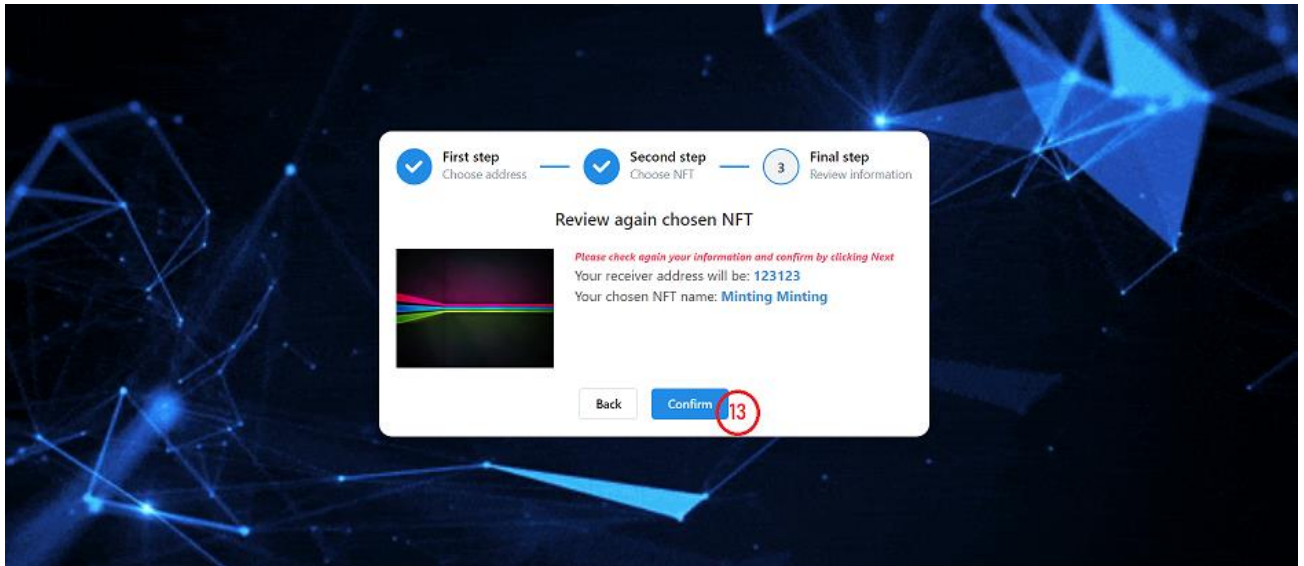 First step
Choose address
Second step
Choose NFT
3
Final step
Review information
Review again chosen NFT
Please check again your information and confirm by clicking Next
Your receiver address will be: 123123
Your chosen NFT name: Minting Minting
Back
Confirm
13